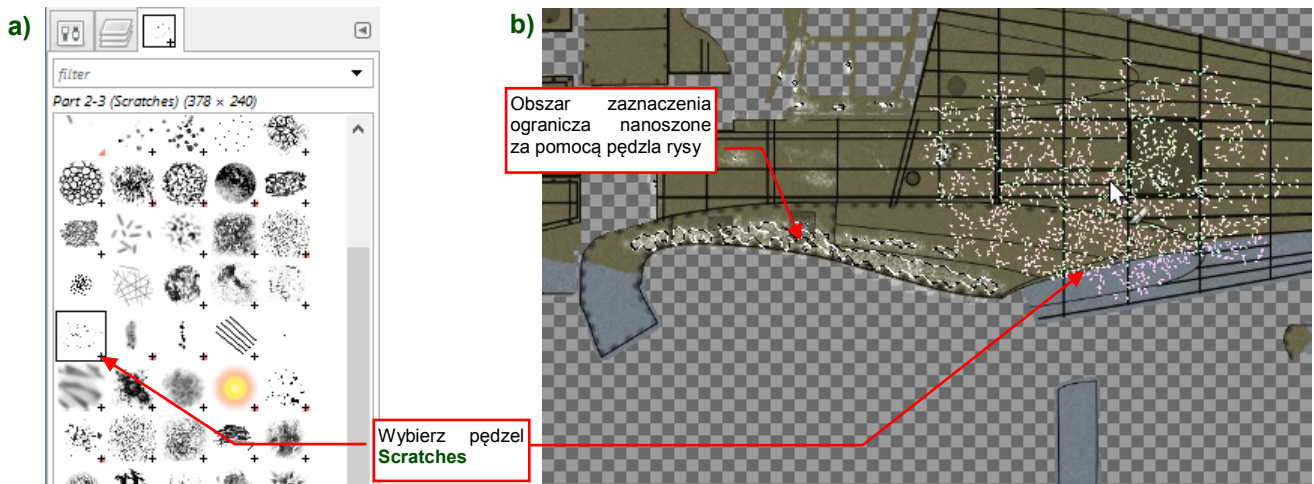 a)
filter
Part 2-3 (Scratches) (378 × 240)
b)
Obszar zaznaczenia
ogranicza nanoszone
za pomocą pędzla rysy
Wybierz pędzel
Scratches